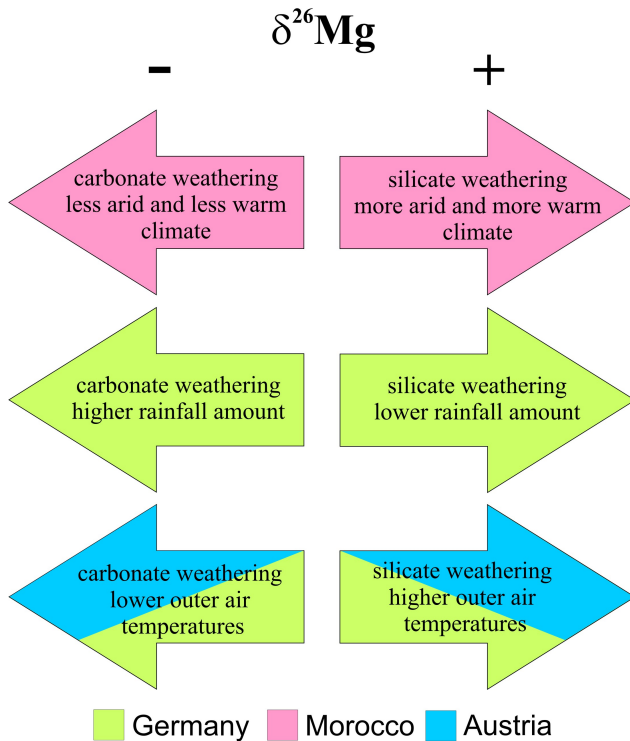 δ²⁶Mg
- +
carbonate weathering
less arid and less warm
climate
silicate weathering
more arid and more warm
climate
carbonate weathering
higher rainfall amount
silicate weathering
lower rainfall amount
carbonate weathering
lower outer air
temperatures
silicate weathering
higher outer air
temperatures
Germany Morocco Austria